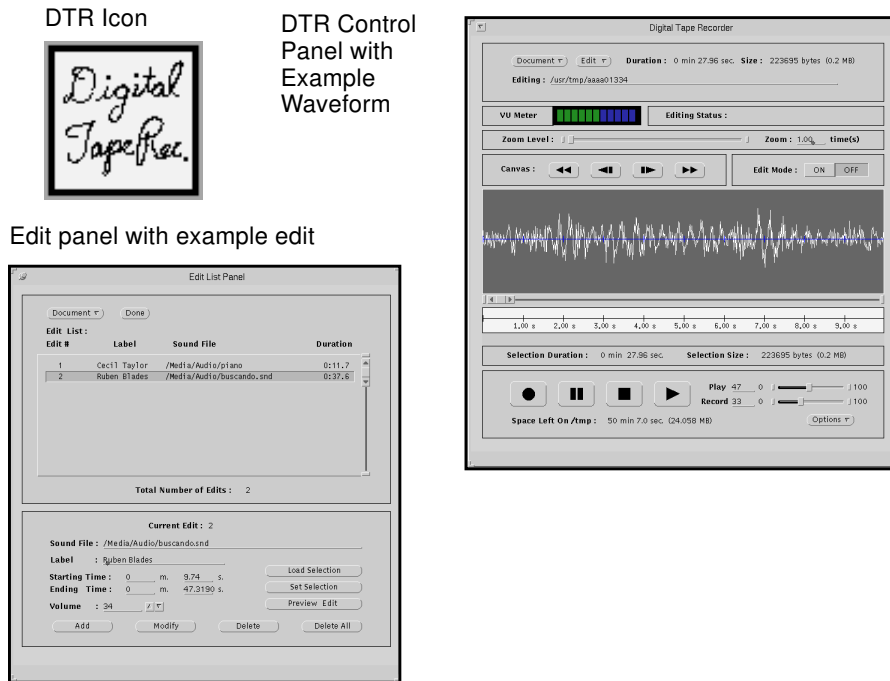 DTR Icon
Digital
TapeRec.
DTR Control
Panel with
Example
Waveform
Digital Tape Recorder
Document Edit Duration : 0 min 27.96 sec. Size : 223695 bytes (0.2 MB)
Editing : /usr/tmp/aaaa01334
VU Meter Editing Status :
Zoom Level : Zoom : 1.00 time(s)
Canvas : Edit Mode : ON OFF
1.00 s 2.00 s 3.00 s 4.00 s 5.00 s 6.00 s 7.00 s 8.00 s 9.00 s
Selection Duration : 0 min 27.96 sec. Selection Size : 223695 bytes (0.2 MB)
Play 47 0 100
Record 33 0 100
Space Left On /tmp : 50 min 7.0 sec. (24.058 MB) Options
Edit panel with example edit
Edit List Panel
Document Done
Edit List :
Edit # Label Sound File Duration
1 Cecil Taylor /Media/Audio/piano 0:11.7
2 Ruben Blades /Media/Audio/buscando.snd 0:37.6
Total Number of Edits : 2
Current Edit : 2
Sound File : /Media/Audio/buscando.snd
Label : Ruben Blades
Starting Time : 0 m. 9.74 s.
Ending Time : 0 m. 47.3190 s.
Volume : 34
Load Selection
Set Selection
Preview Edit
Add Modify Delete Delete All